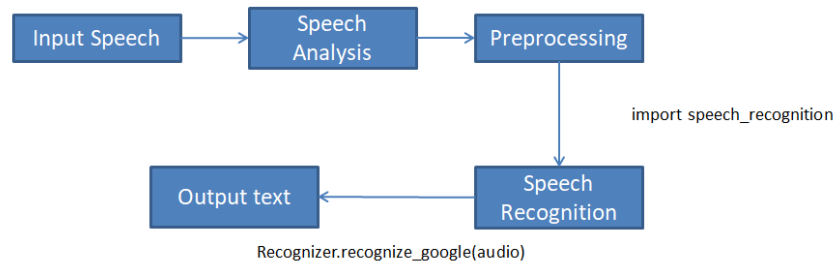 Input Speech
Speech
Analysis
Preprocessing
import speech_recognition
Speech
Recognition
Output text
Recognizer.recognize_google(audio)